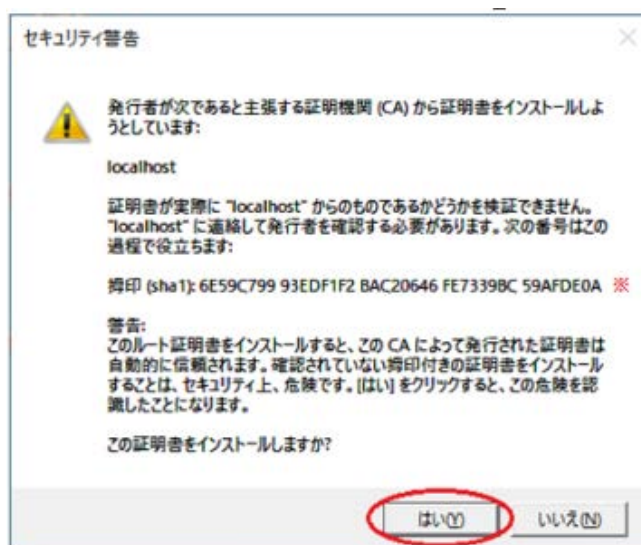 セキュリティ警告
発行者が次であると主張する証明機関 (CA) から証明書をインストールしよ
うとしています:
localhost
証明書が実際に "localhost" からのものであるかどうかを検証できません。
"localhost" に連絡して発行者を確認する必要があります。次の番号はこの
過程で役立ちます:
拇印 (sha1): 6E59C799 93EDF1F2 BAC20646 FE7339BC 59AFDE0A ※
警告:
このルート証明書をインストールすると、この CA によって発行された証明書は
自動的に信頼されます。確認されていない拇印付きの証明書をインストール
することは、セキュリティ上、危険です。[はい] をクリックすると、この危険を認
識したことになります。
この証明書をインストールしますか?
はい(Y)
いいえ(N)